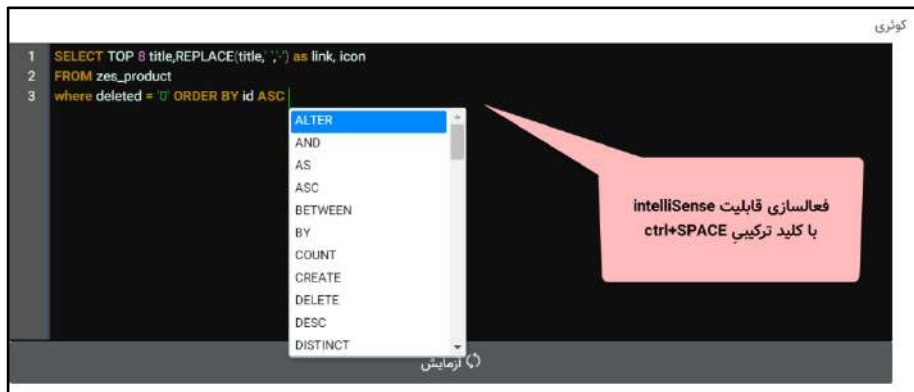 کوئری
1 SELECT TOP 8 title,REPLACE(title,' ','-') as link, icon
2 FROM zes_product
3 where deleted = '0' ORDER BY id ASC
ALTER
AND
AS
ASC
BETWEEN
BY
COUNT
CREATE
DELETE
DESC
DISTINCT
فعالسازی قابلیت intelliSense
با کلید ترکیبیِ ctrl+SPACE
آزمایش